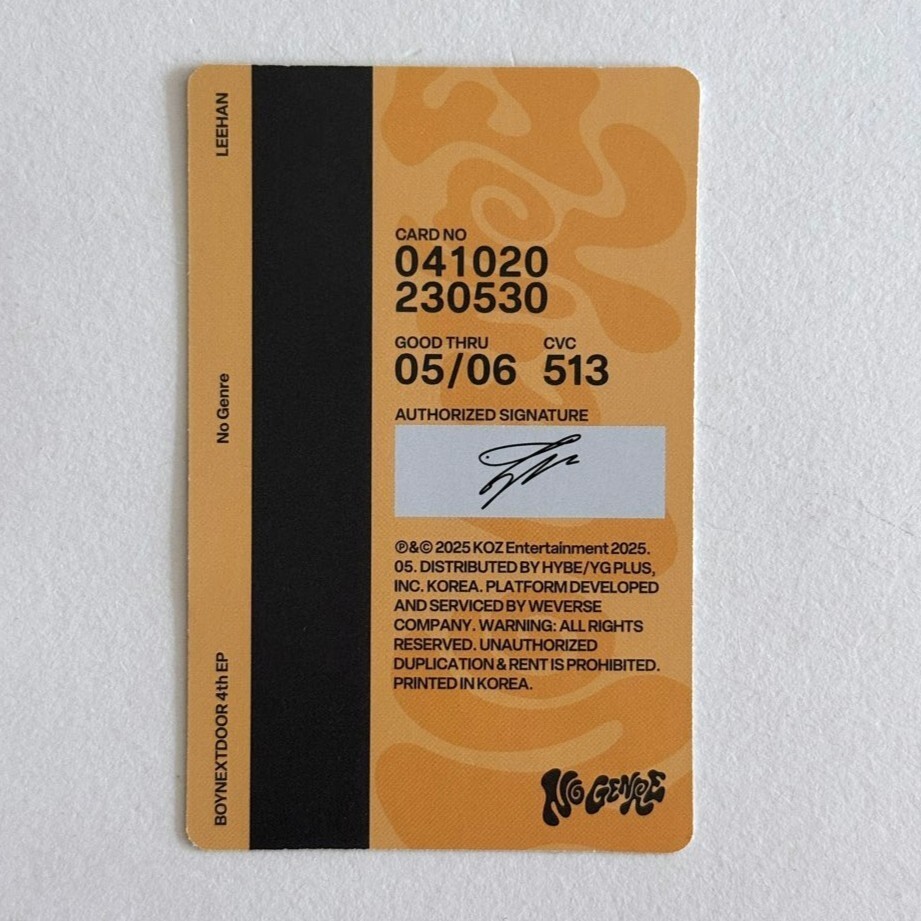 LEEHAN
No Genre
BOYNEXTDOOR 4th EP
CARD NO
041020
230530
GOOD THRU CVC
05/06 513
AUTHORIZED SIGNATURE
℗&© 2025 KOZ Entertainment 2025.
05. DISTRIBUTED BY HYBE/YG PLUS,
INC. KOREA. PLATFORM DEVELOPED
AND SERVICED BY WEVERSE
COMPANY. WARNING: ALL RIGHTS
RESERVED. UNAUTHORIZED
DUPLICATION & RENT IS PROHIBITED.
PRINTED IN KOREA.
NO GENRE